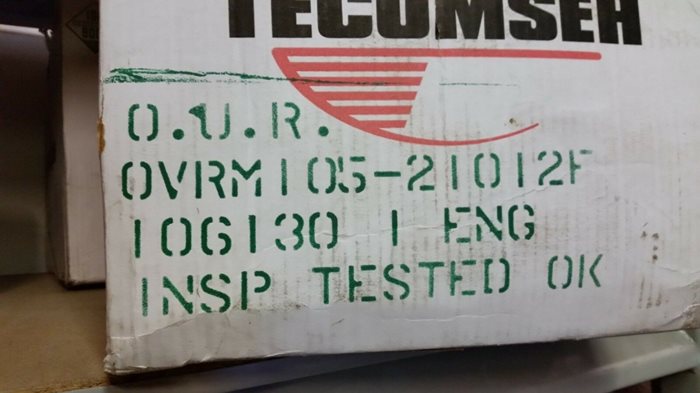 TECUMSEH
O.U.R.
OVRM105-21012F
106130 1 ENG
INSP TESTED OK